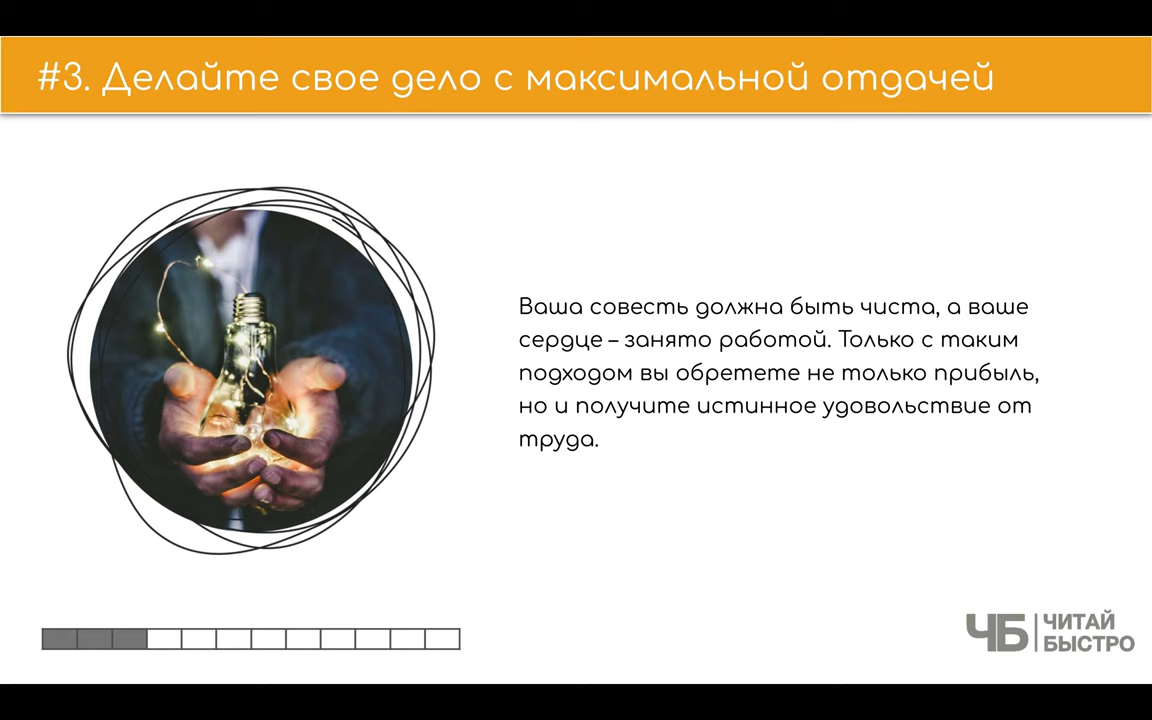 #3. Делайте свое дело с максимальной отдачей
Ваша совесть должна быть чиста, а ваше
сердце – занято работой. Только с таким
подходом вы обретете не только прибыль,
но и получите истинное удовольствие от
труда.
ЧБ
ЧИТАЙ
БЫСТРО